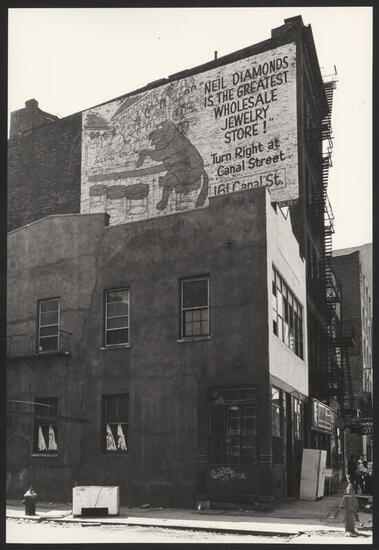 "NEIL DIAMONDS
IS THE GREATEST
WHOLESALE
JEWELRY
STORE!"
Turn Right at
Canal Street
161 Canal St.